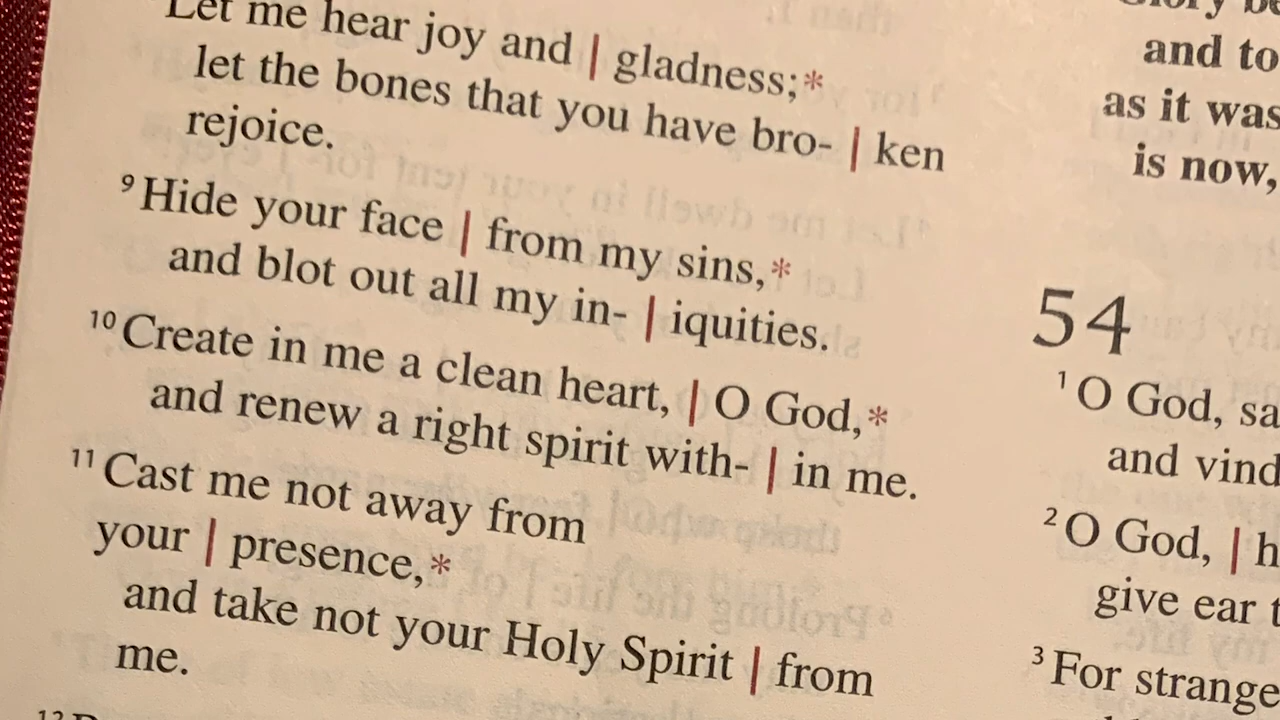 Let me hear joy and | gladness;*
let the bones that you have bro- | ken
rejoice.
⁹Hide your face | from my sins,*
and blot out all my in- | iquities.
¹⁰Create in me a clean heart, | O God,*
and renew a right spirit with- | in me.
¹¹Cast me not away from
your | presence,*
and take not your Holy Spirit | from
me.
12
and to
as it was
is now,
54
¹O God, sa
and vind
²O God, | h
give ear t
³For strange